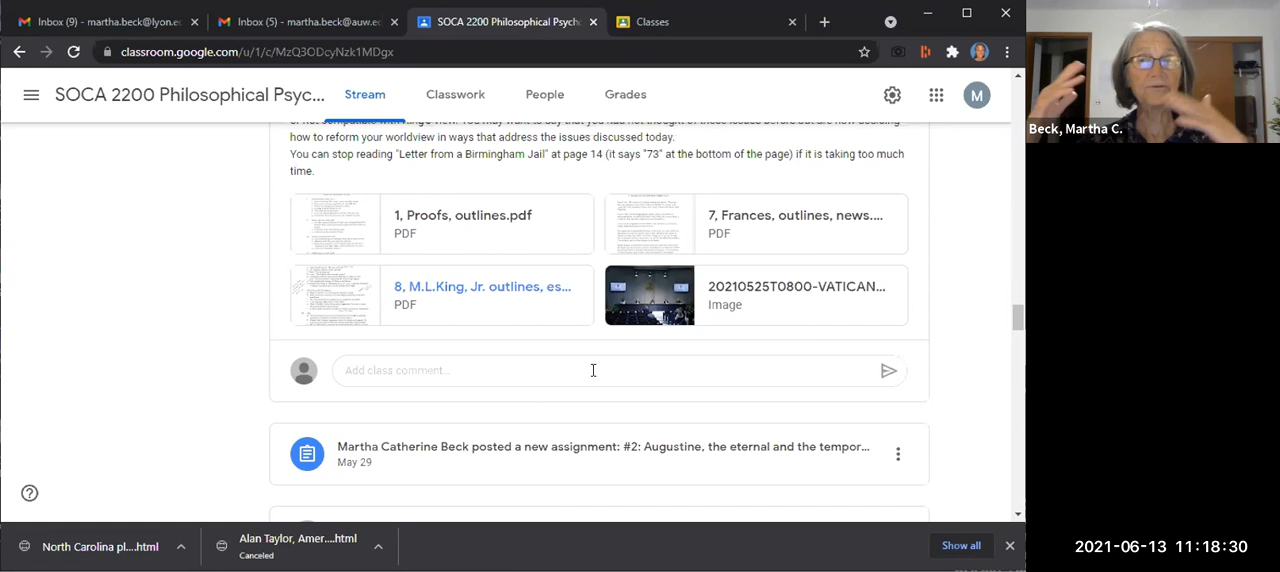 Inbox (9) - martha.beck@lyon.ec
Inbox (5) - martha.beck@auw.ec
SOCA 2200 Philosophical Psych
Classes
classroom.google.com/u/1/c/MzQ3ODcyNzk1MDgx
SOCA 2200 Philosophical Psyc...
Stream
Classwork
People
Grades
M
Beck, Martha C.
how to reform your worldview in ways that address the issues discussed today.
You can stop reading "Letter from a Birmingham Jail" at page 14 (it says "73" at the bottom of the page) if it is taking too much
time.
1, Proofs, outlines.pdf
PDF
7, Frances, outlines, news....
PDF
8, M.L.King, Jr. outlines, es...
PDF
20210525T0800-VATICAN...
Image
Add class comment...
Martha Catherine Beck posted a new assignment: #2: Augustine, the eternal and the tempor...
May 29
North Carolina pl....html
Alan Taylor, Amer....html
Canceled
Show all
2021-06-13 11:18:30